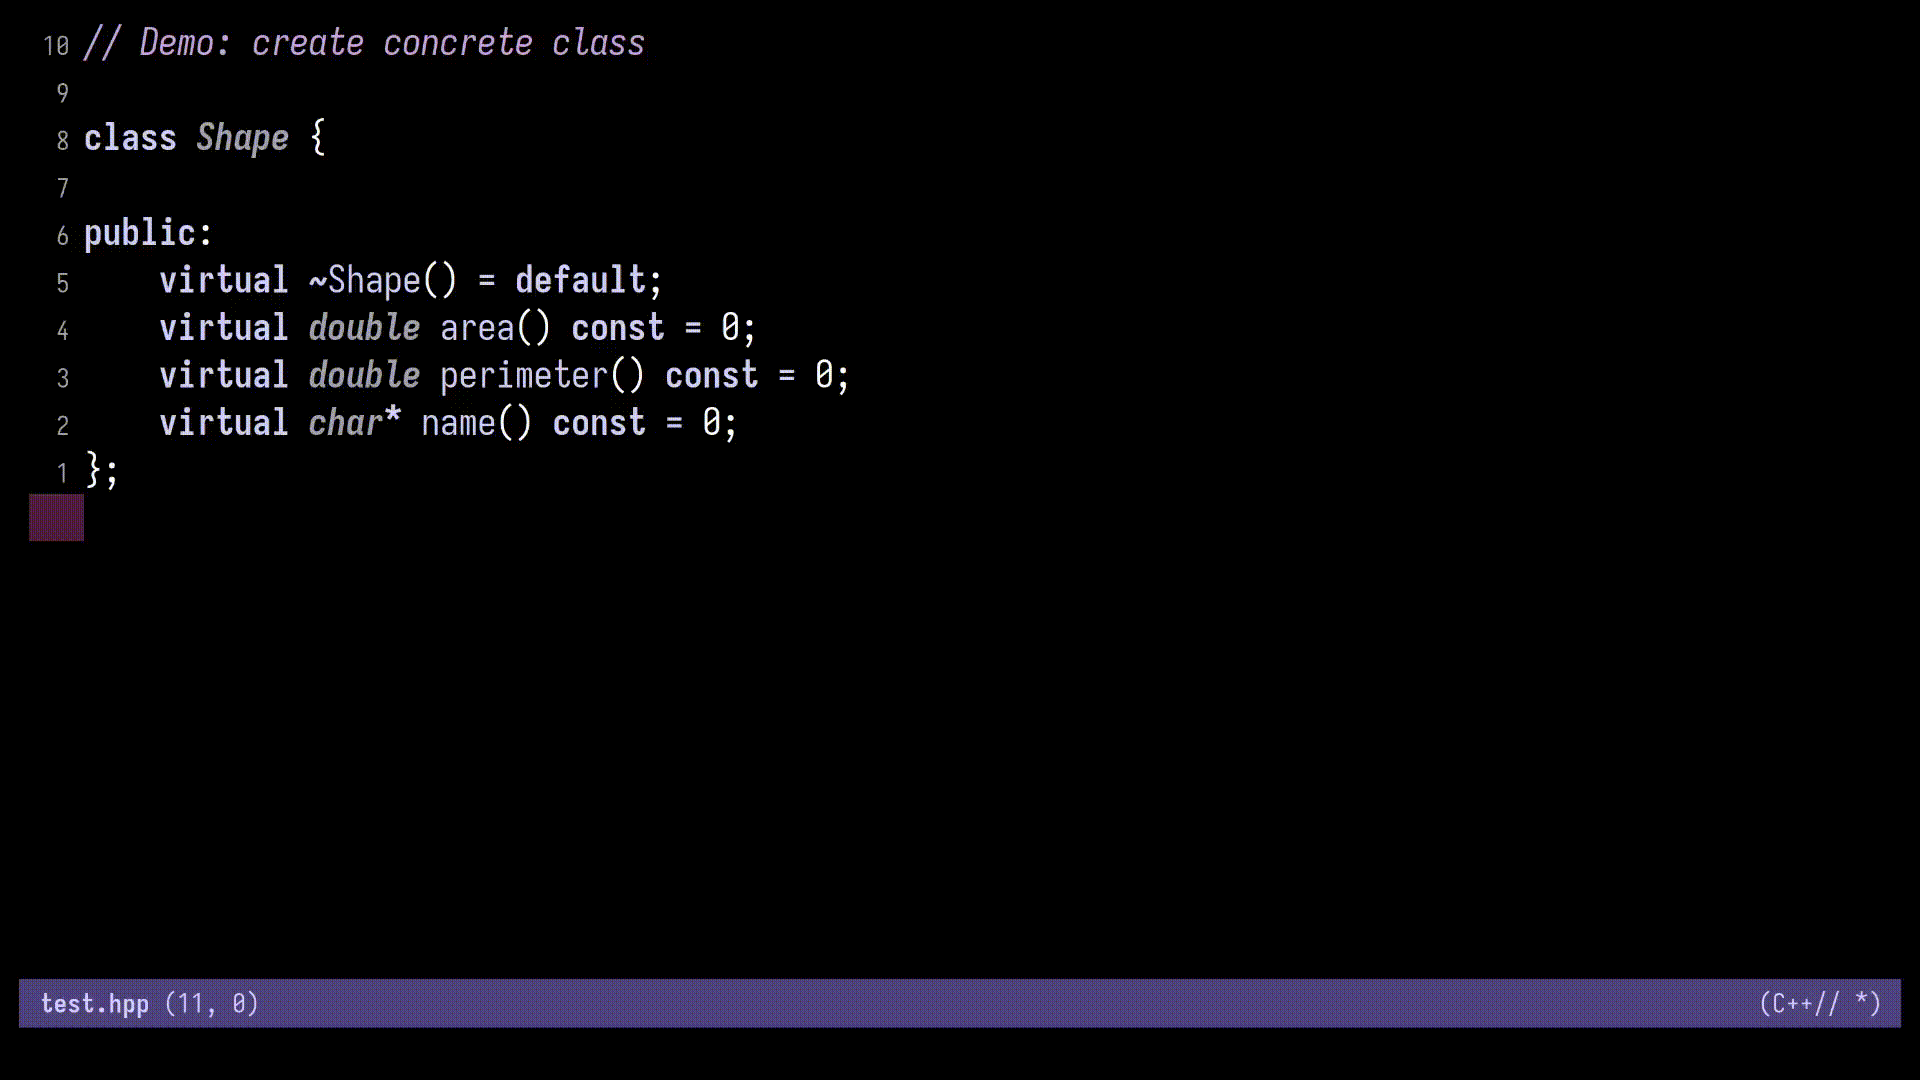 10 // Demo: create concrete class
9
8 class Shape {
7
6 public:
5     virtual ~Shape() = default;
4     virtual double area() const = 0;
3     virtual double perimeter() const = 0;
2     virtual char* name() const = 0;
1 };
test.hpp (11, 0) (C++// *)